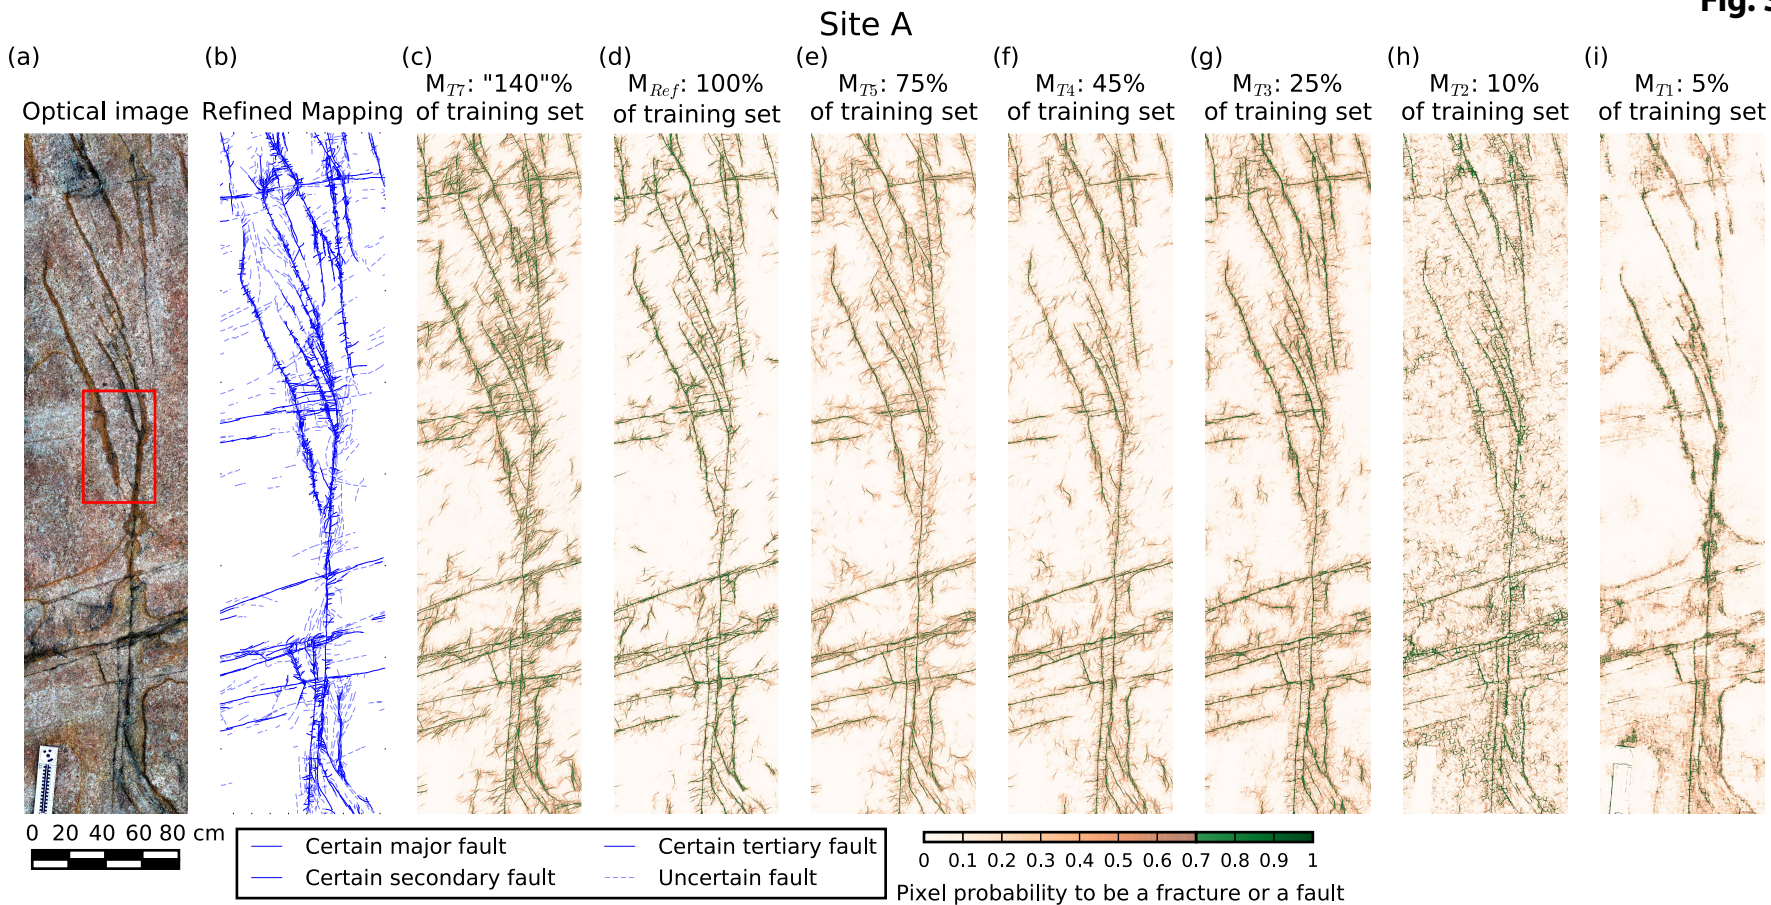 Fig. 3
Site A
(a)
(b)
(c)
(d)
(e)
(f)
(g)
(h)
(i)
Optical image
Refined Mapping
M_T7: "140"%
of training set
M_Ref: 100%
of training set
M_T5: 75%
of training set
M_T4: 45%
of training set
M_T3: 25%
of training set
M_T2: 10%
of training set
M_T1: 5%
of training set
0 20 40 60 80 cm
Certain major fault
Certain secondary fault
Certain tertiary fault
Uncertain fault
0 0.1 0.2 0.3 0.4 0.5 0.6 0.7 0.8 0.9 1
Pixel probability to be a fracture or a fault